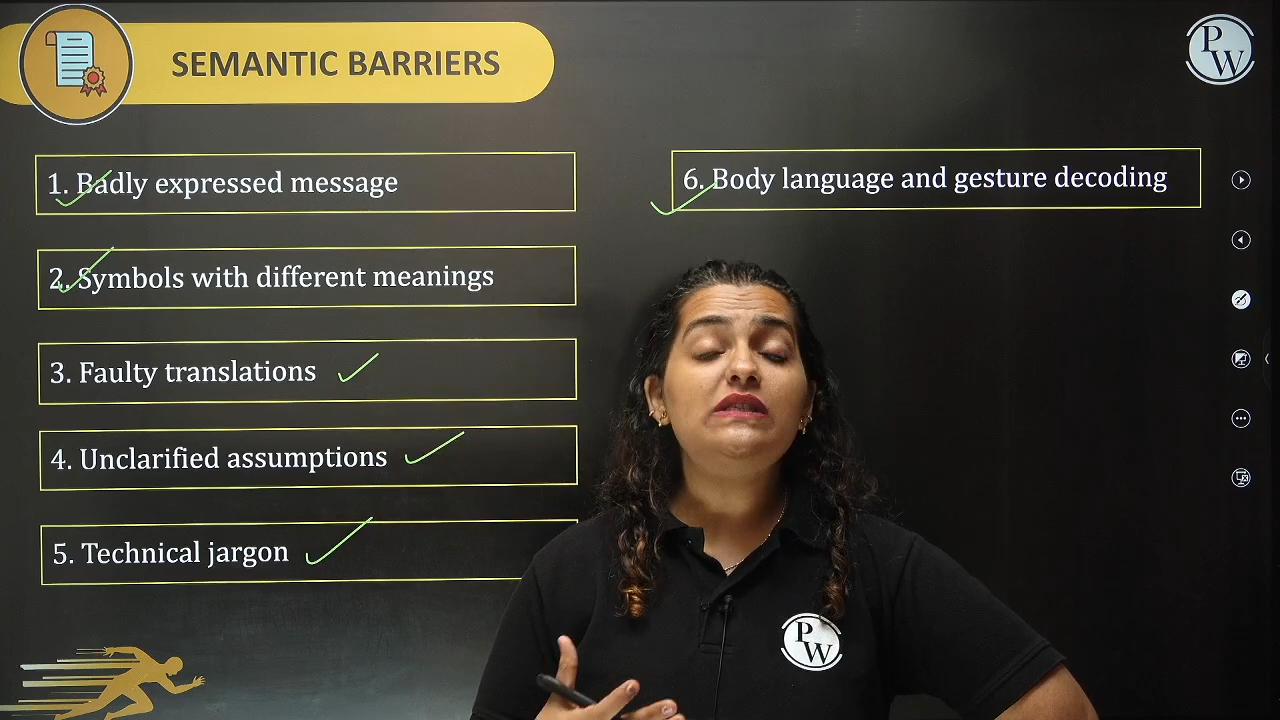 SEMANTIC BARRIERS
PW
1. Badly expressed message
2. Symbols with different meanings
3. Faulty translations
4. Unclarified assumptions
5. Technical jargon
6. Body language and gesture decoding
PW